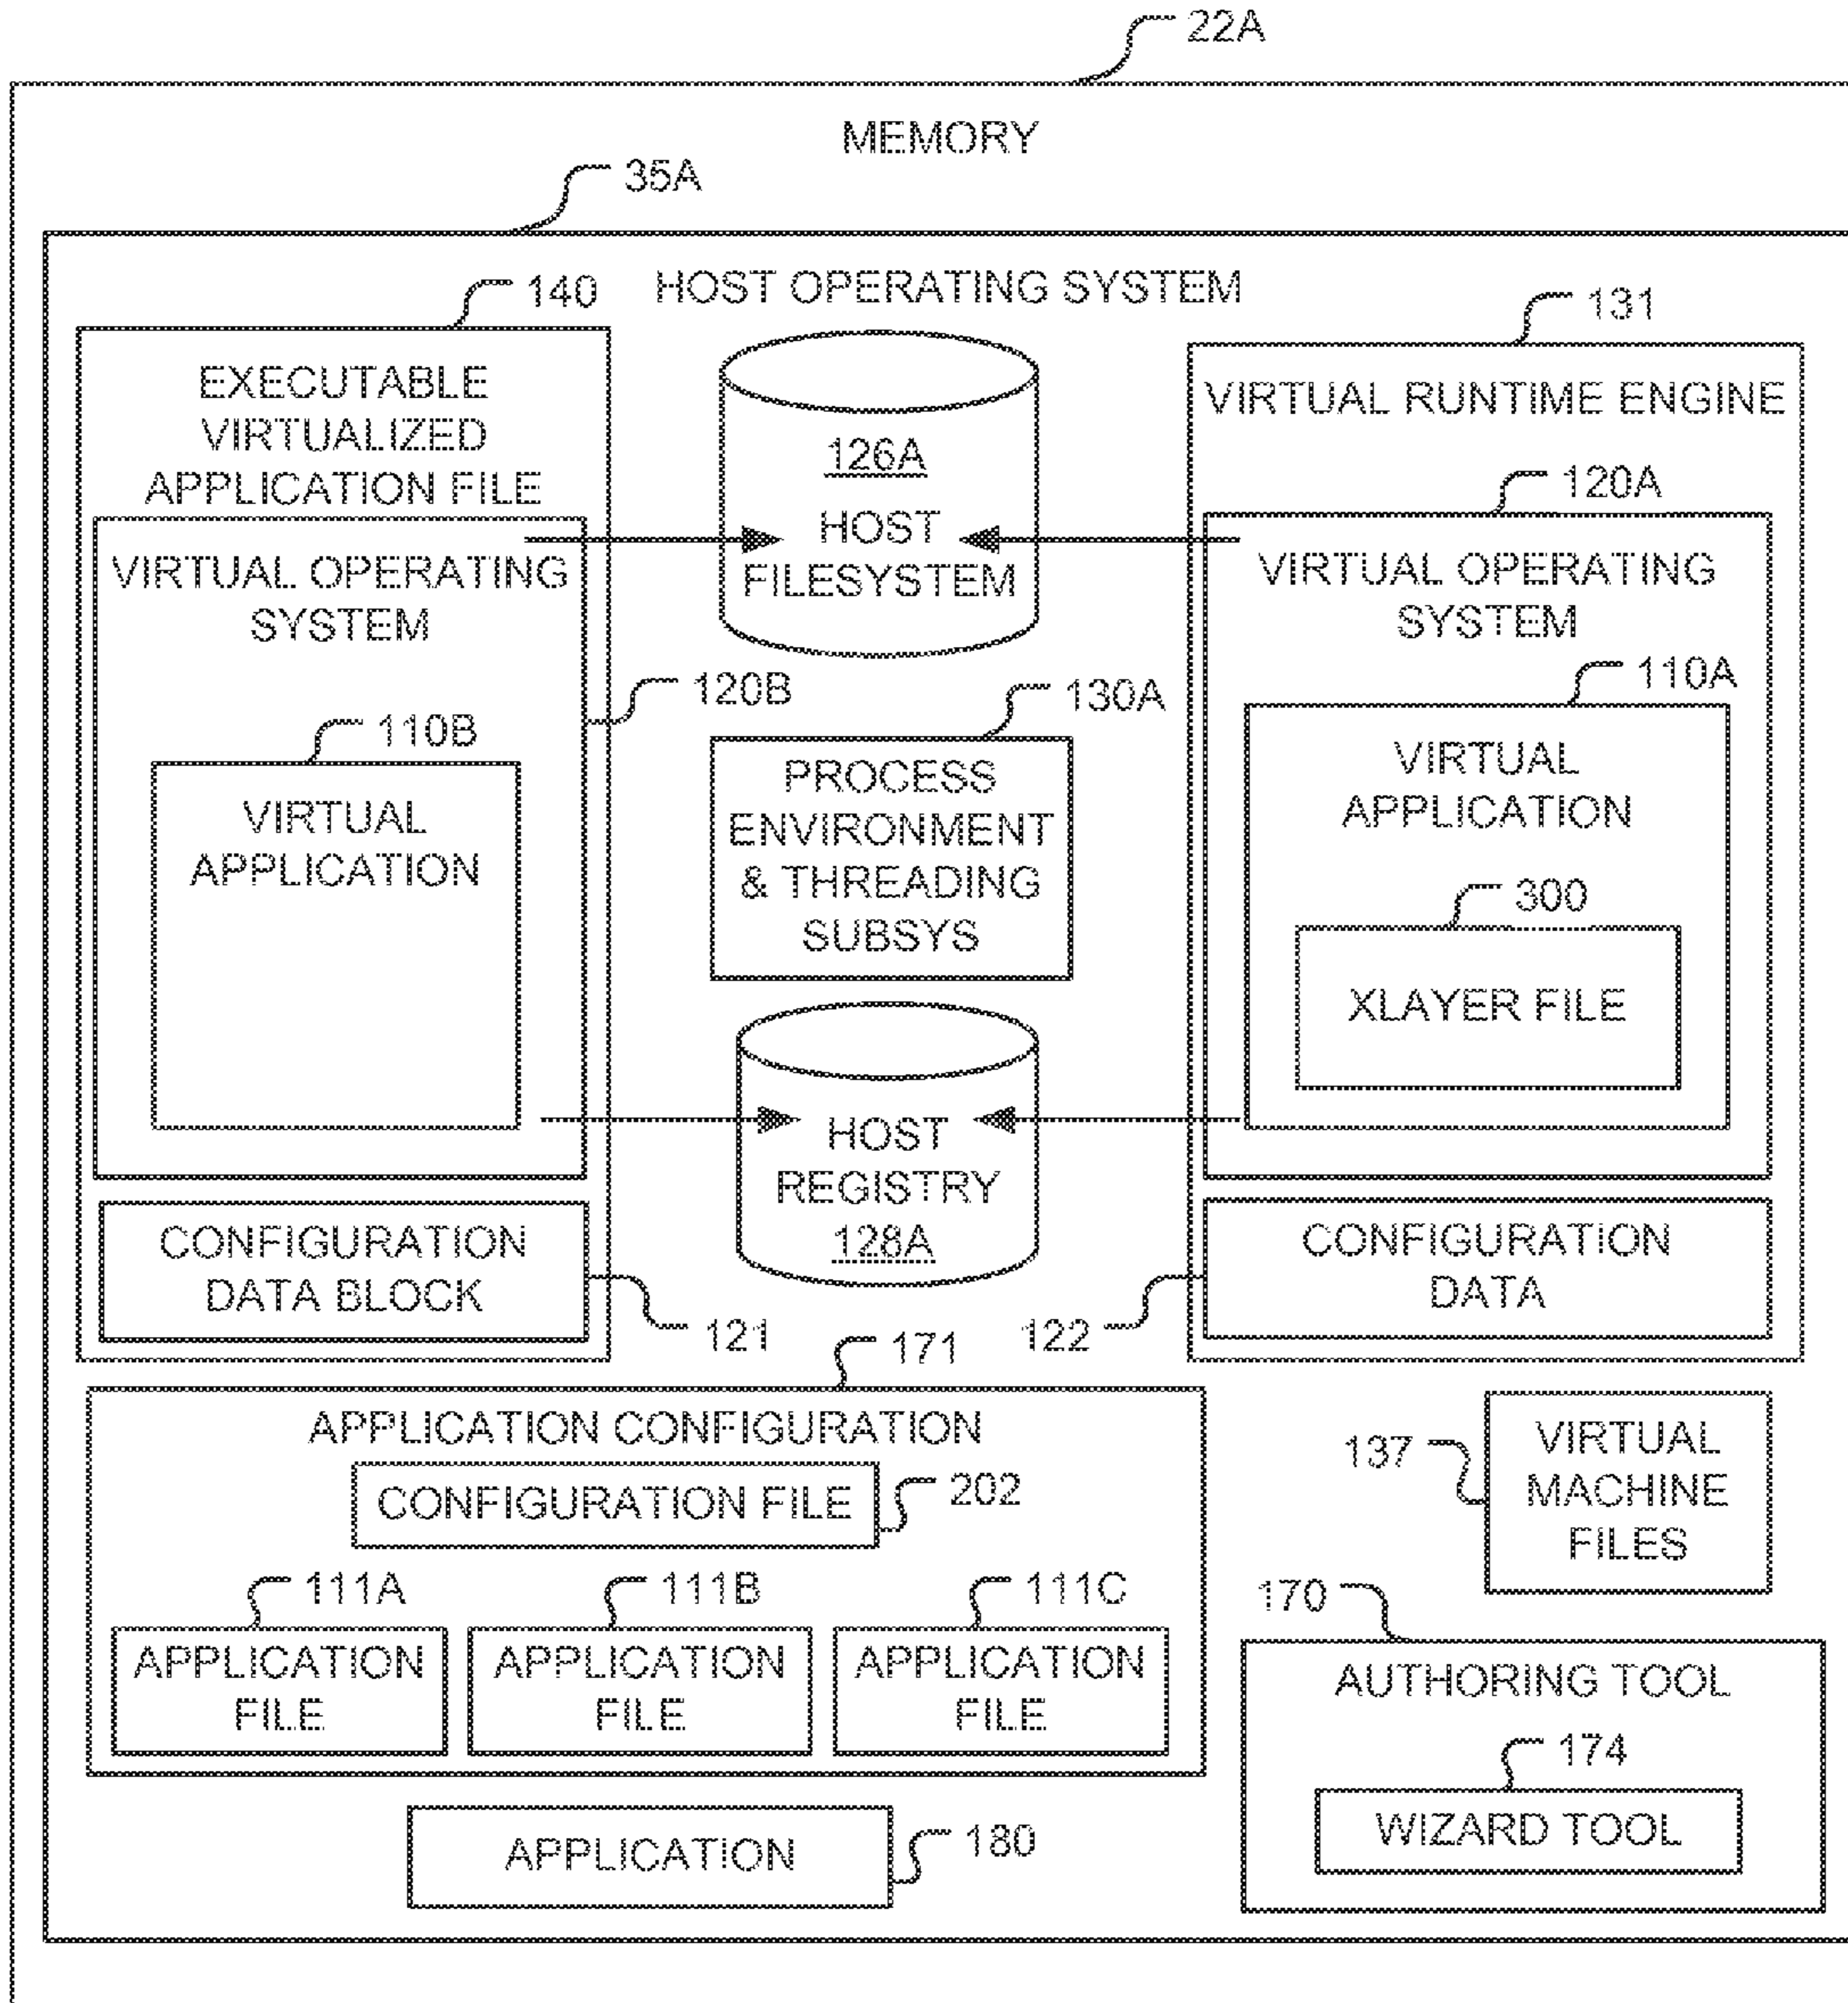 22A
MEMORY
35A
HOST OPERATING SYSTEM
140
EXECUTABLE
VIRTUALIZED
APPLICATION FILE
VIRTUAL OPERATING
SYSTEM
120B
110B
VIRTUAL
APPLICATION
CONFIGURATION
DATA BLOCK
121
126A
HOST
FILESYSTEM
130A
PROCESS
ENVIRONMENT
& THREADING
SUBSYS
HOST
REGISTRY
128A
131
VIRTUAL RUNTIME ENGINE
120A
VIRTUAL OPERATING
SYSTEM
110A
VIRTUAL
APPLICATION
300
XLAYER FILE
CONFIGURATION
DATA
122
171
APPLICATION CONFIGURATION
CONFIGURATION FILE
202
111A
APPLICATION
FILE
111B
APPLICATION
FILE
111C
APPLICATION
FILE
VIRTUAL
MACHINE
FILES
137
170
AUTHORING TOOL
174
WIZARD TOOL
APPLICATION
180